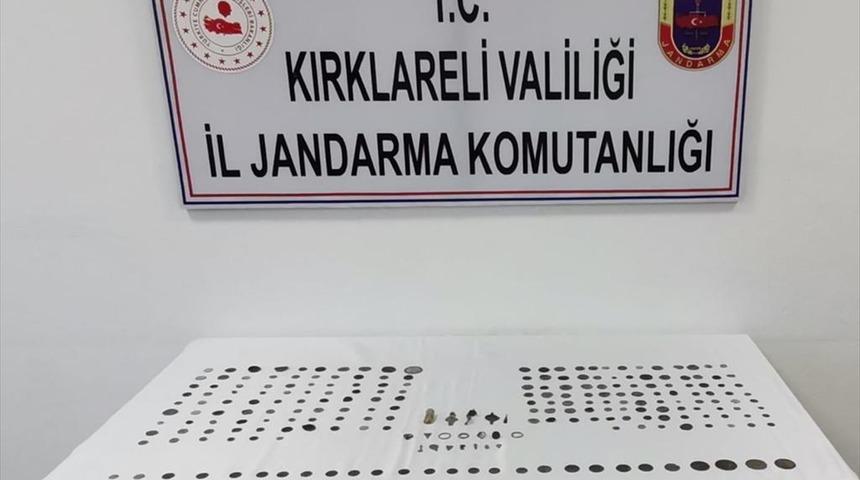 T.C.
KIRKLARELİ VALİLİĞİ
İL JANDARMA KOMUTANLIĞI
JANDARMA